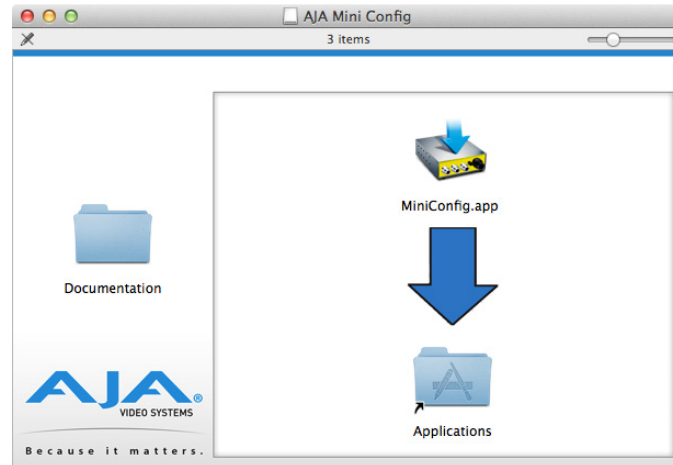 AJA Mini Config
3 items
MiniConfig.app
Documentation
Applications
AJA®
VIDEO SYSTEMS
Because it matters.